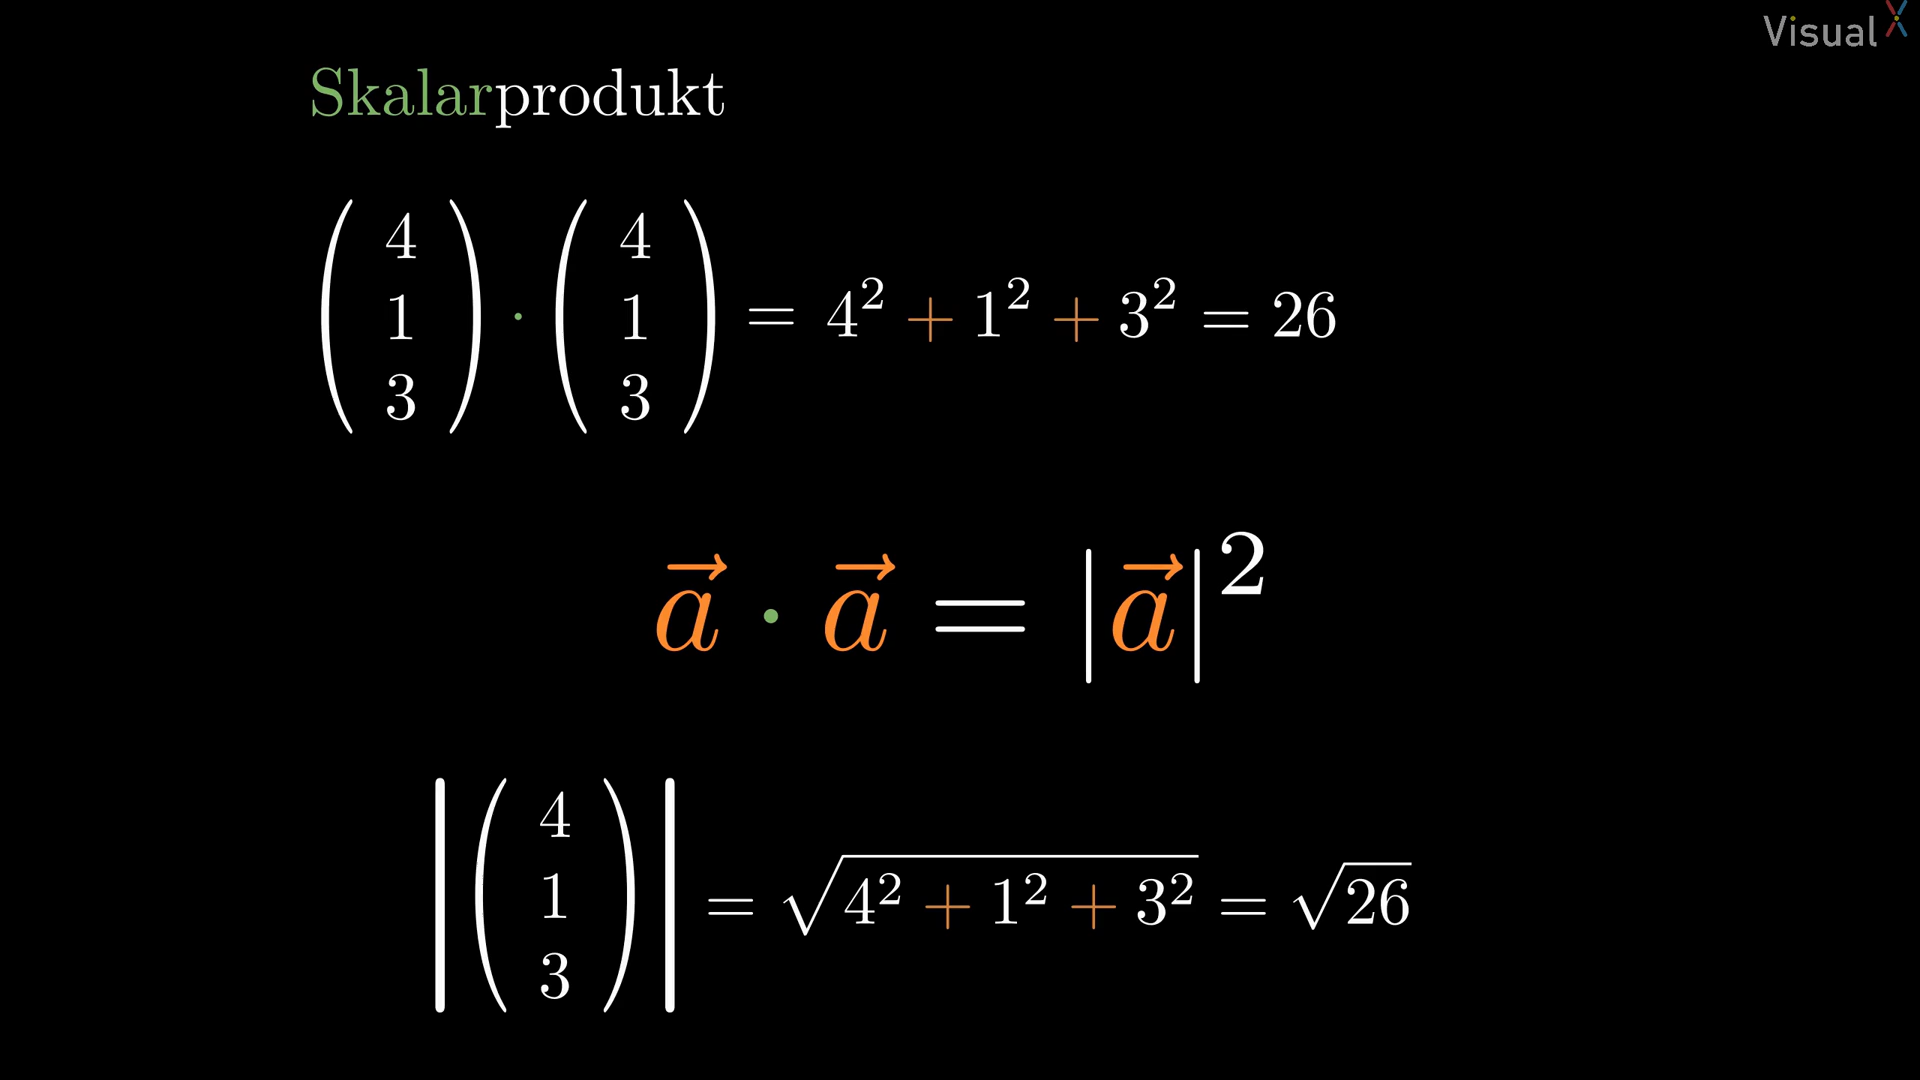 VisualX
Skalarprodukt
(4 1 3) · (4 1 3) = 4² + 1² + 3² = 26
a⃗ · a⃗ = |a⃗|²
|(4 1 3)| = √(4² + 1² + 3²) = √26